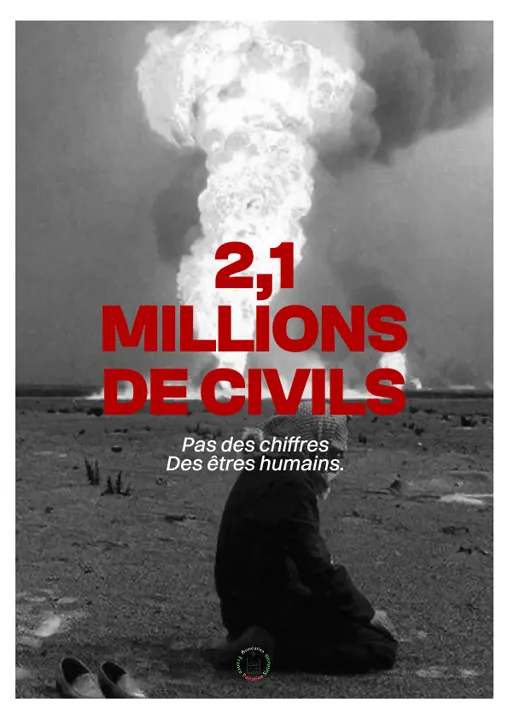 2,1
MILLIONS
DE CIVILS
Pas des chiffres
Des êtres humains.